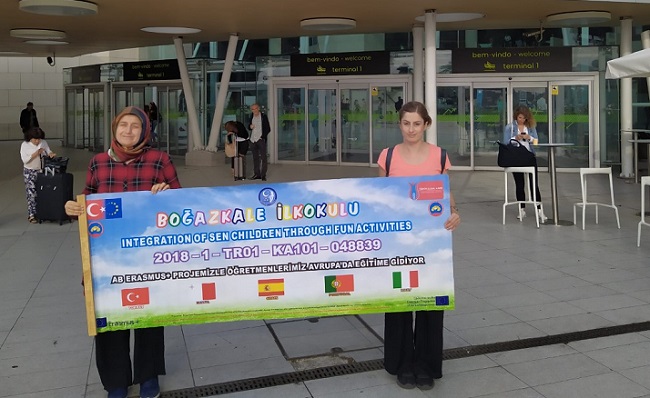 bem-vindo • welcome
terminal 1
bem-vindo • welcome
terminal 1
BOĞAZKALE İLKOKULU
INTEGRATION OF SEN CHILDREN THROUGH FUN ACTIVITIES
2018 - 1 - TR01 - KA101 - 048839
AB ERASMUS+ PROJEMİZLE ÖĞRETMENLERİMİZ AVRUPA'DA EĞİTİME GİDİYOR
Erasmus+